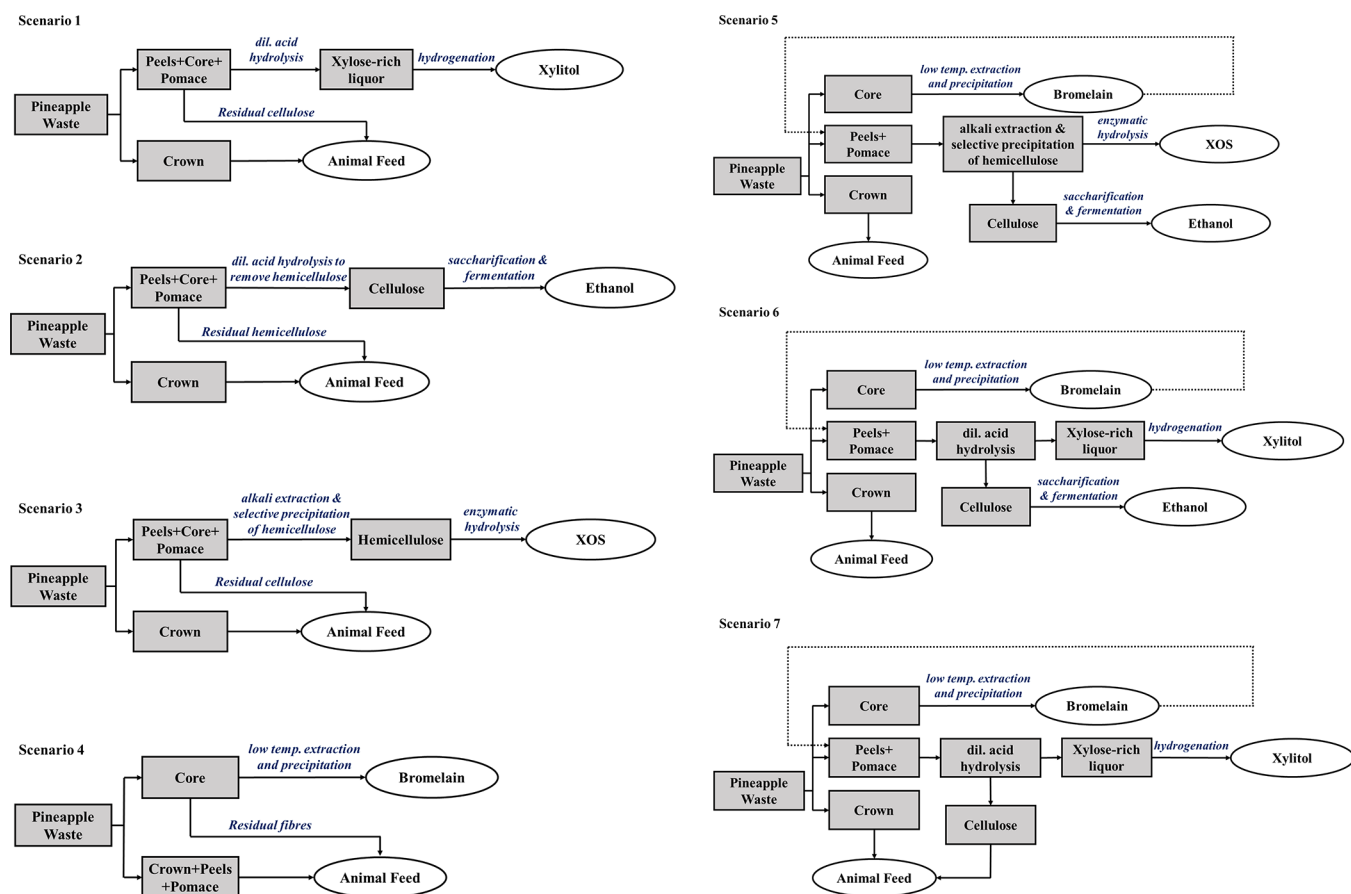 Scenario 1
dil. acid
hydrolysis
hydrogenation
Peels+Core+
Pomace
Xylose-rich
liquor
Xylitol
Pineapple
Waste
Residual cellulose
Crown
Animal Feed
Scenario 2
dil. acid hydrolysis to
remove hemicellulose
saccharification &
fermentation
Peels+Core+
Pomace
Cellulose
Ethanol
Pineapple
Waste
Residual hemicellulose
Crown
Animal Feed
Scenario 3
alkali extraction &
selective precipitation
of hemicellulose
enzymatic
hydrolysis
Peels+Core+
Pomace
Hemicellulose
XOS
Pineapple
Waste
Residual cellulose
Crown
Animal Feed
Scenario 4
low temp. extraction
and precipitation
Core
Bromelain
Pineapple
Waste
Residual fibres
Crown+Peels
+Pomace
Animal Feed
Scenario 5
low temp. extraction
and precipitation
Core
Bromelain
Peels+
Pomace
alkali extraction &
selective precipitation
of hemicellulose
enzymatic
hydrolysis
XOS
Pineapple
Waste
Crown
saccharification
& fermentation
Cellulose
Ethanol
Animal Feed
Scenario 6
low temp. extraction
and precipitation
Core
Bromelain
Peels+
Pomace
dil. acid
hydrolysis
Xylose-rich
liquor
hydrogenation
Xylitol
Pineapple
Waste
Crown
saccharification
& fermentation
Cellulose
Ethanol
Animal Feed
Scenario 7
low temp. extraction
and precipitation
Core
Bromelain
Peels+
Pomace
dil. acid
hydrolysis
Xylose-rich
liquor
hydrogenation
Xylitol
Pineapple
Waste
Crown
Cellulose
Animal Feed